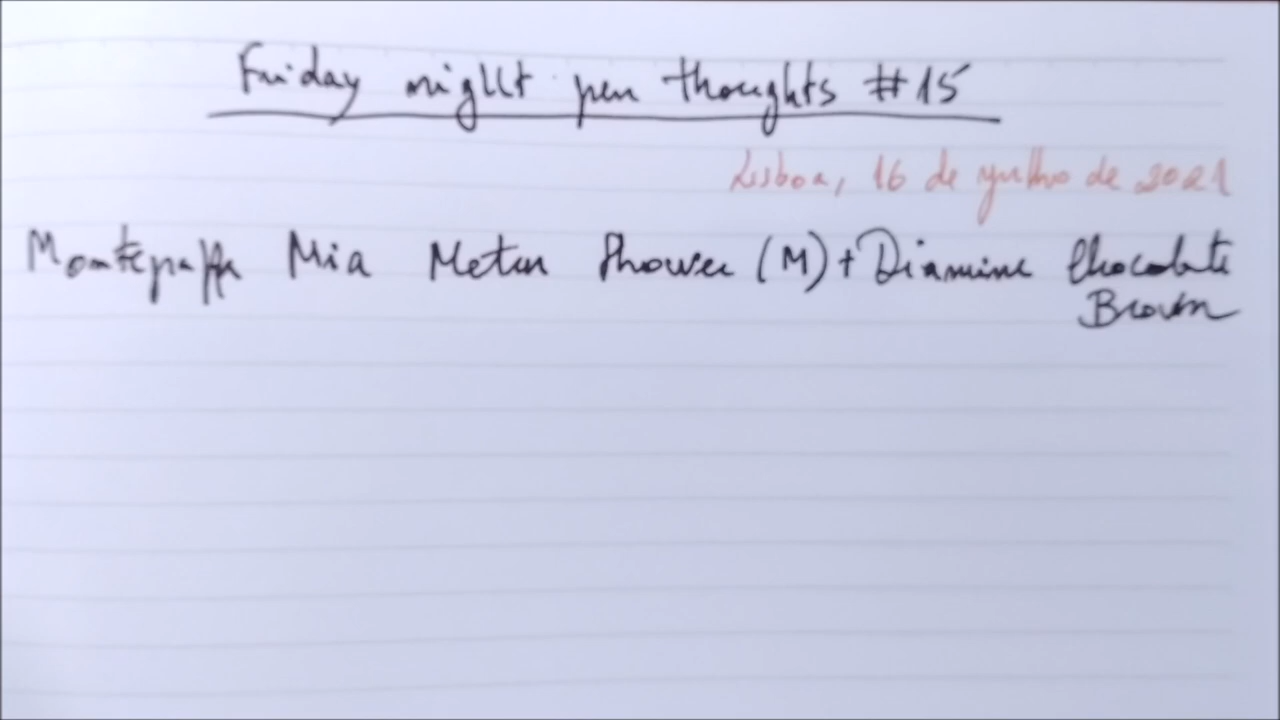 Friday night pen thoughts #15
Lisboa, 16 de julho de 2021
Montegrappa Mia Meteor Shower (M) + Diamine Chocolate
Brown